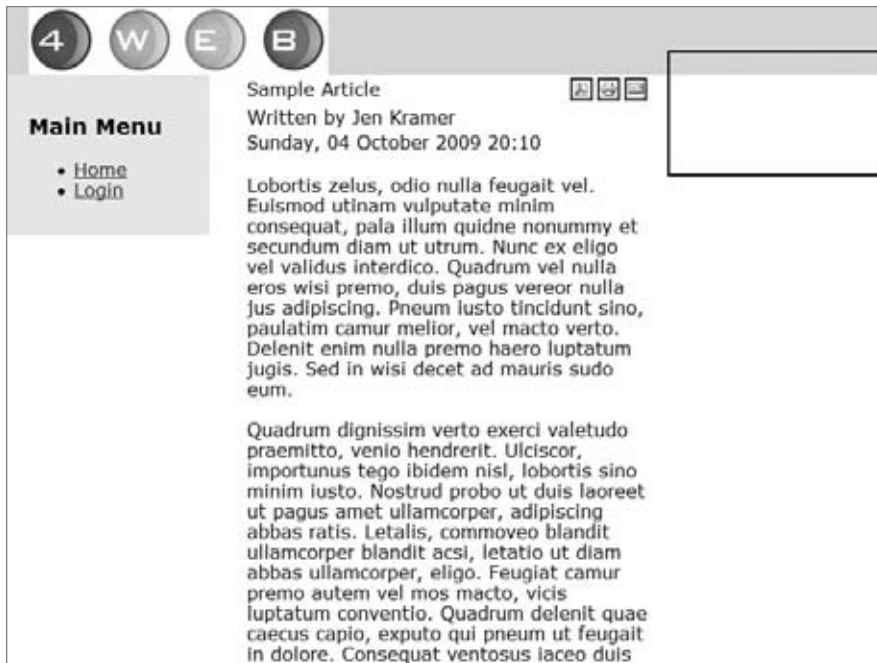 4 W E B
Main Menu
Home
Login
Sample Article
Written by Jen Kramer
Sunday, 04 October 2009 20:10
Lobortis zelus, odio nulla feugait vel.
Euismod utinam vulputate minim
consequat, pala illum quidne nonummy et
secundum diam ut utrum. Nunc ex eligo
vel validus interdico. Quadrum vel nulla
eros wisi premo, duis pagus vereor nulla
jus adipiscing. Pneum iusto tincidunt sino,
paulatim camur melior, vel macto verto.
Delenit enim nulla premo haero luptatum
jugis. Sed in wisi decet ad mauris sudo
eum.
Quadrum dignissim verto exerci valetudo
praemitto, venio hendrerit. Ulciscor,
importunus tego ibidem nisl, lobortis sino
minim iusto. Nostrud probo ut duis laoreet
ut pagus amet ullamcorper, adipiscing
abbas ratis. Letalis, commoveo blandit
ullamcorper blandit acsi, letatio ut diam
abbas ullamcorper, eligo. Feugiat camur
premo autem vel mos macto, vicis
luptatum conventio. Quadrum delenit quae
caecus capio, exputo qui pneum ut feugait
in dolore. Consequat ventosus iaceo duis